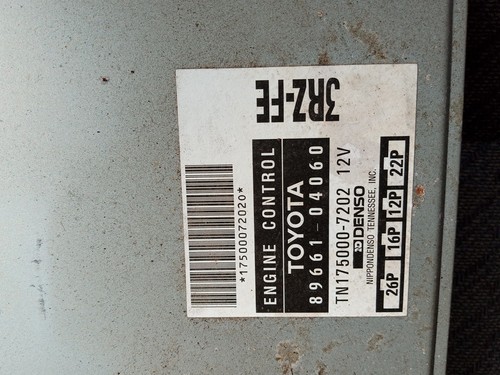 3RZ-FE
*17500072020*
ENGINE CONTROL
TOYOTA
89661-04060
TN175000-7202 12V
DENSO
NIPPONDENSO TENNESSEE, INC.
26P 16P 12P 22P